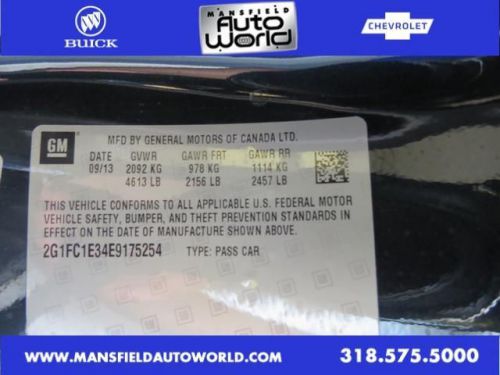 BUICK
MANSFIELD
Auto World
CHEVROLET
GM
MFD BY GENERAL MOTORS OF CANADA LTD.
DATE GVWR GAWR FRT GAWR RR
09/13 2092 KG 978 KG 1114 KG
4613 LB 2156 LB 2457 LB
THIS VEHICLE CONFORMS TO ALL APPLICABLE U.S. FEDERAL MOTOR
VEHICLE SAFETY, BUMPER, AND THEFT PREVENTION STANDARDS
IN EFFECT ON THE DATE OF MANUFACTURE SHOWN ABOVE.
2G1FC1E34E9175254 TYPE: PASS CAR
WWW.MANSFIELDAUTOWORLD.COM 318.575.5000